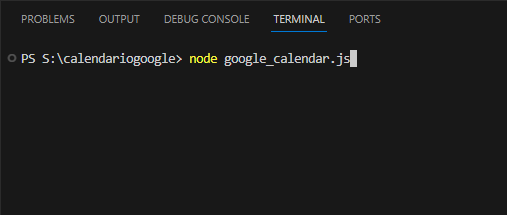 PROBLEMS OUTPUT DEBUG CONSOLE TERMINAL PORTS
PS S:\calendariogoogle> node google_calendar.js